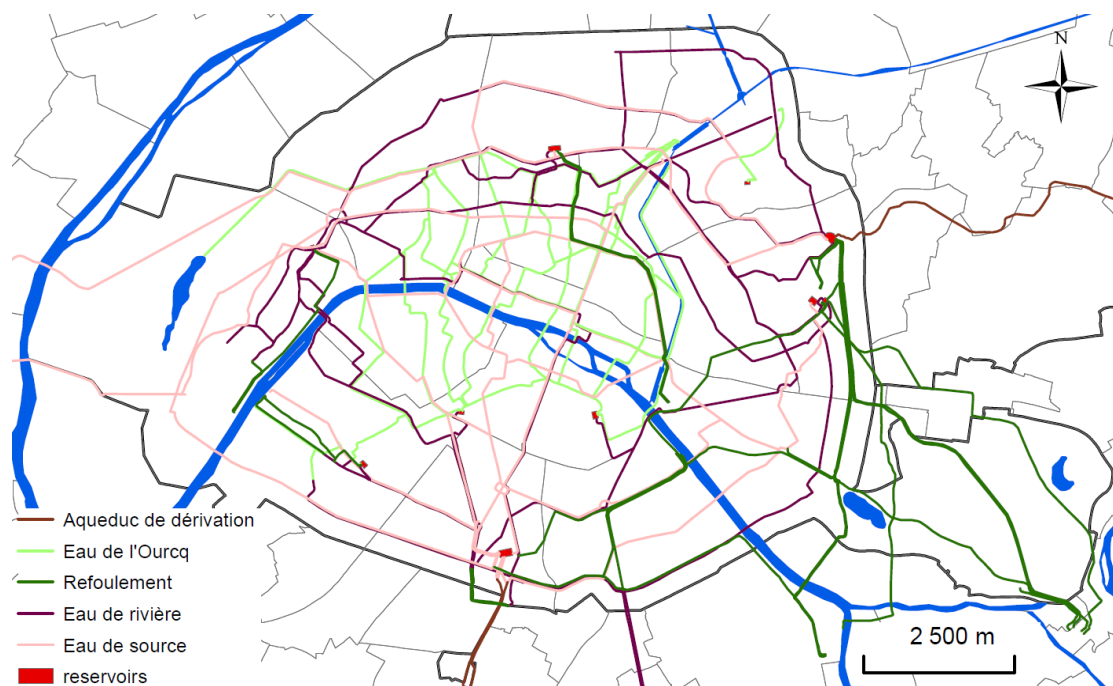 N
Aqueduc de dérivation
Eau de l'Ourcq
Refoulement
Eau de rivière
Eau de source
reservoirs
2 500 m